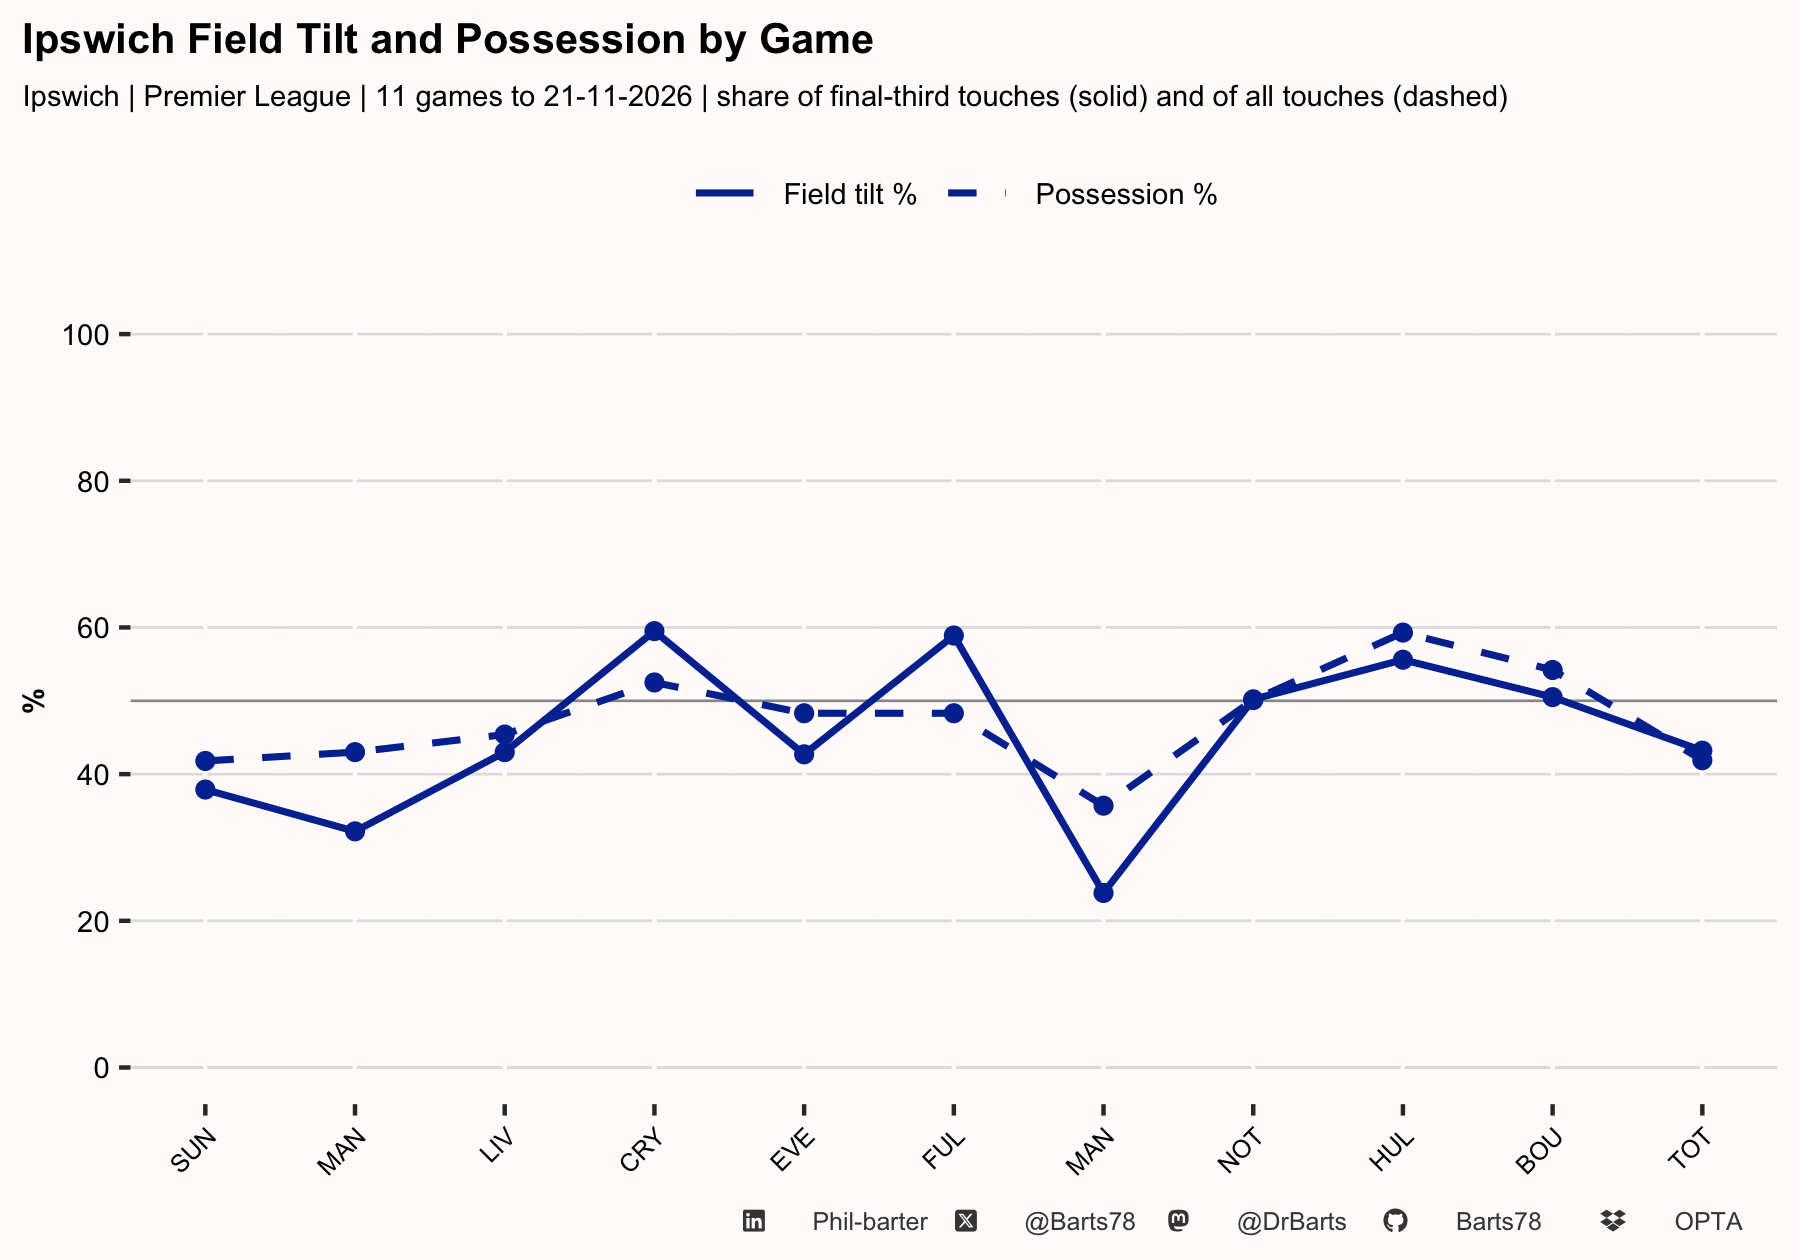 Ipswich Field Tilt and Possession by Game
Ipswich | Premier League | 11 games to 21-11-2026 | share of final-third touches (solid) and of all touches (dashed)
Field tilt % Possession %
100
80
60
40
20
0
%
SUN MAN LIV CRY EVE FUL MAN NOT HUL BOU TOT
Phil-barter @Barts78 @DrBarts Barts78 OPTA